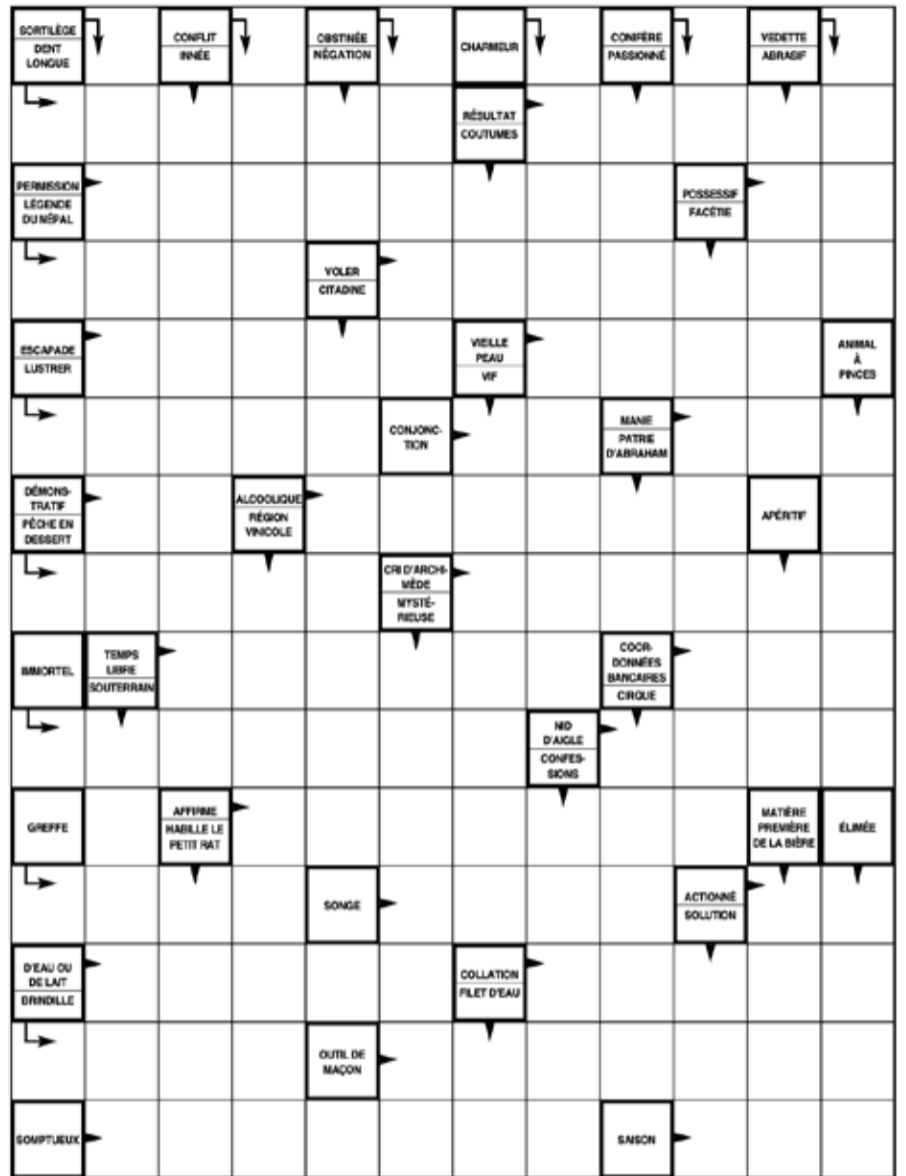 SORTILÈGE
DENT
LONGUE
CONFLIT
INNÉE
OBSTINÉE
NÉGATION
CHARMEUR
CONIFÈRE
PASSIONNÉ
VEDETTE
ABRASIF
RÉSULTAT
COUTUMES
PERMISSION
LÉGENDE
DU NÉPAL
POSSESSIF
FACÉTIE
VOLER
CITADINE
ESCAPADE
LUSTRER
VIEILLE
PEAU
VIF
ANIMAL
À
PINCES
CONJONC-
TION
MANIE
PATRIE
D'ABRAHAM
DÉMONS-
TRATIF
PÊCHE EN
DESSERT
ALCOOLIQUE
RÉGION
VINICOLE
APÉRITIF
CRI D'ARCHI-
MÈDE
MYSTÉ-
RIEUSE
IMMORTEL
TEMPS
LIBRE
SOUTERRAIN
COOR-
DONNÉES
BANCAIRES
CIRQUE
NID
D'AIGLE
CONFES-
SIONS
GREFFE
AFFIRME
HABILLE LE
PETIT RAT
MATIÈRE
PREMIÈRE
DE LA BIÈRE
ÉLIMÉE
SONGE
ACTIONNÉ
SOLUTION
D'EAU OU
DE LAIT
BRINDILLE
COLLATION
FILET D'EAU
OUTIL DE
MAÇON
SOMPTUEUX
SAISON